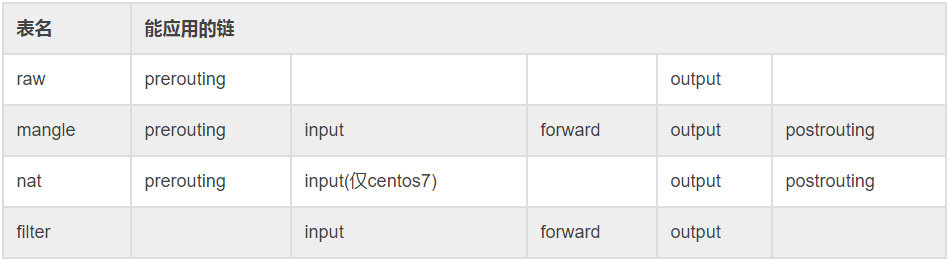 表名 能应用的链
raw prerouting output
mangle prerouting input forward output postrouting
nat prerouting input(仅centos7) output postrouting
filter input forward output